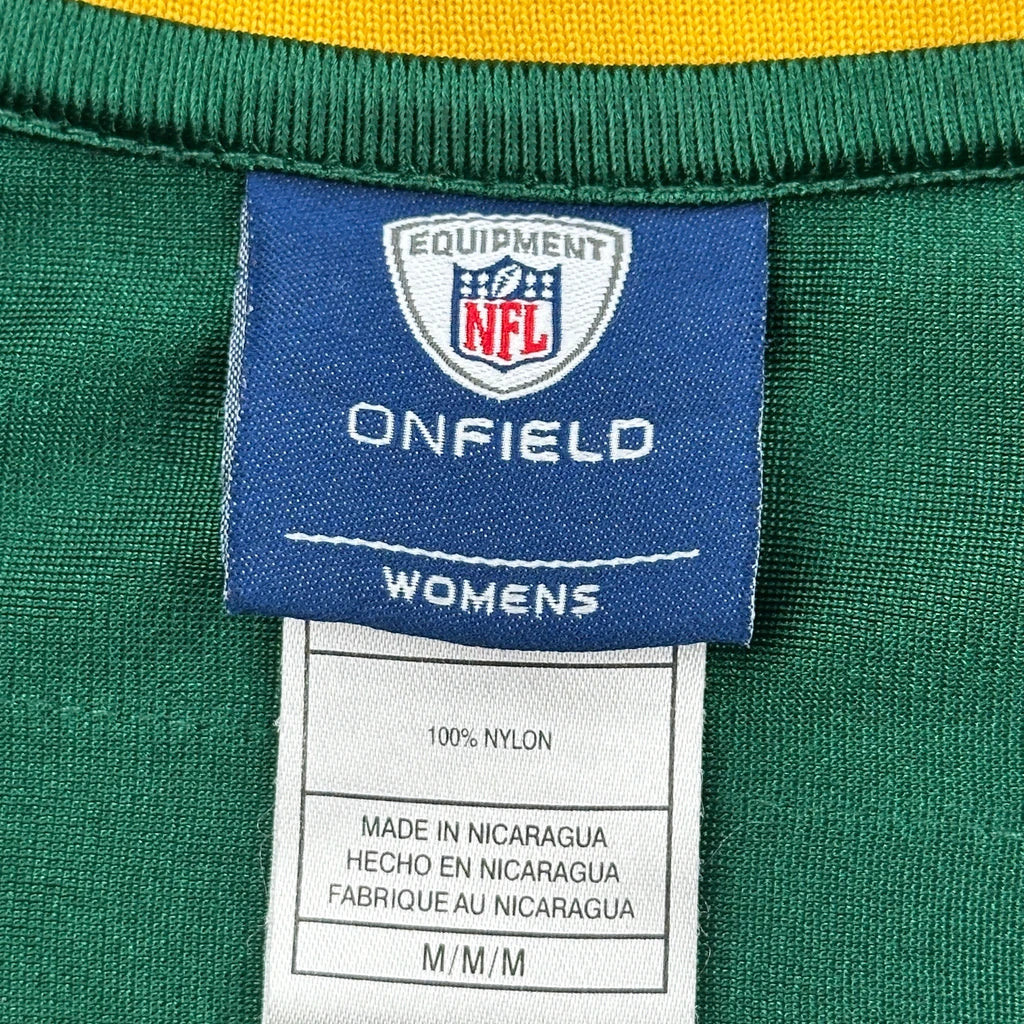 EQUIPMENT
NFL
ONFIELD
WOMENS
100% NYLON
MADE IN NICARAGUA
HECHO EN NICARAGUA
FABRIQUE AU NICARAGUA
M/M/M